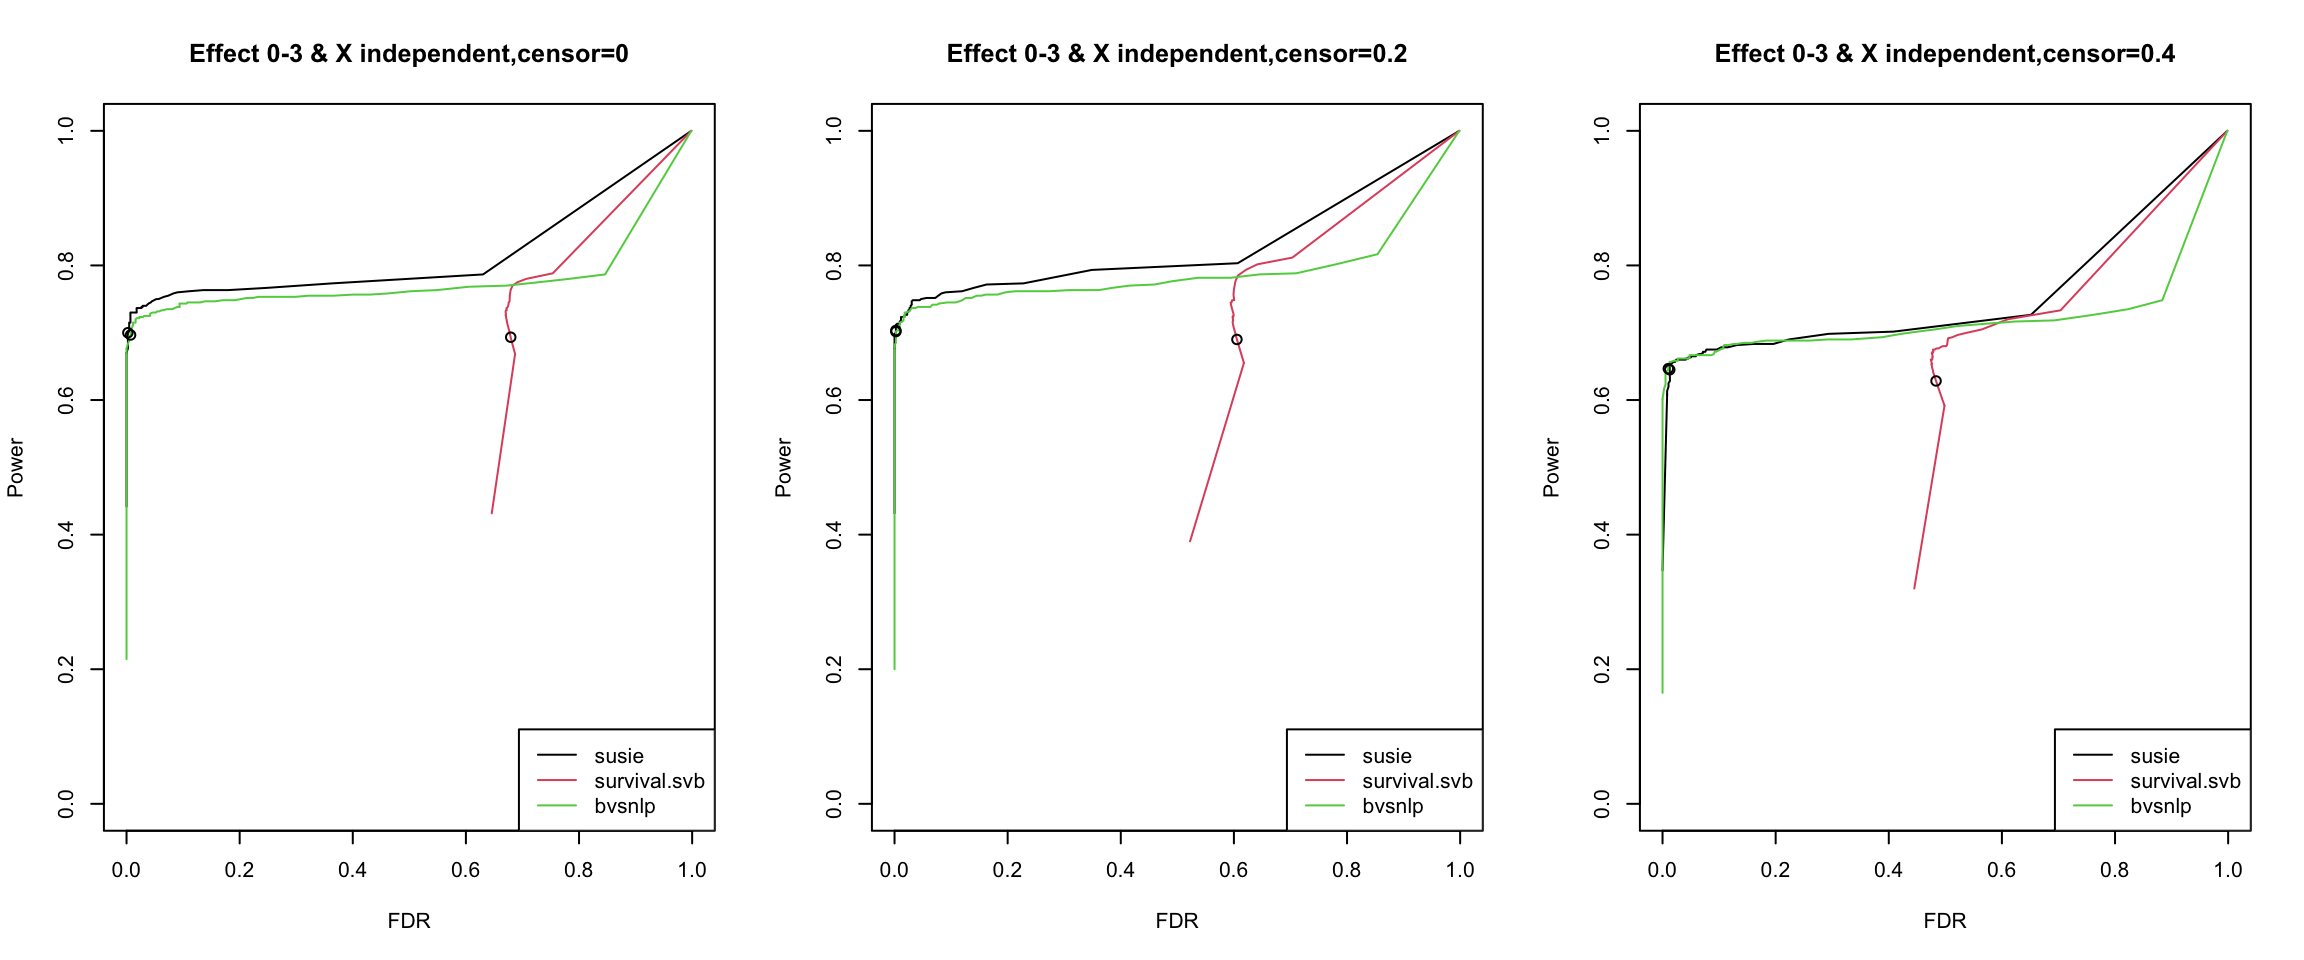 Effect 0-3 & X independent,censor=0
Power
1.0
0.8
0.6
0.4
0.2
0.0
susie
survival.svb
bvsnlp
0.0 0.2 0.4 0.6 0.8 1.0
FDR
Effect 0-3 & X independent,censor=0.2
Power
1.0
0.8
0.6
0.4
0.2
0.0
susie
survival.svb
bvsnlp
0.0 0.2 0.4 0.6 0.8 1.0
FDR
Effect 0-3 & X independent,censor=0.4
Power
1.0
0.8
0.6
0.4
0.2
0.0
susie
survival.svb
bvsnlp
0.0 0.2 0.4 0.6 0.8 1.0
FDR